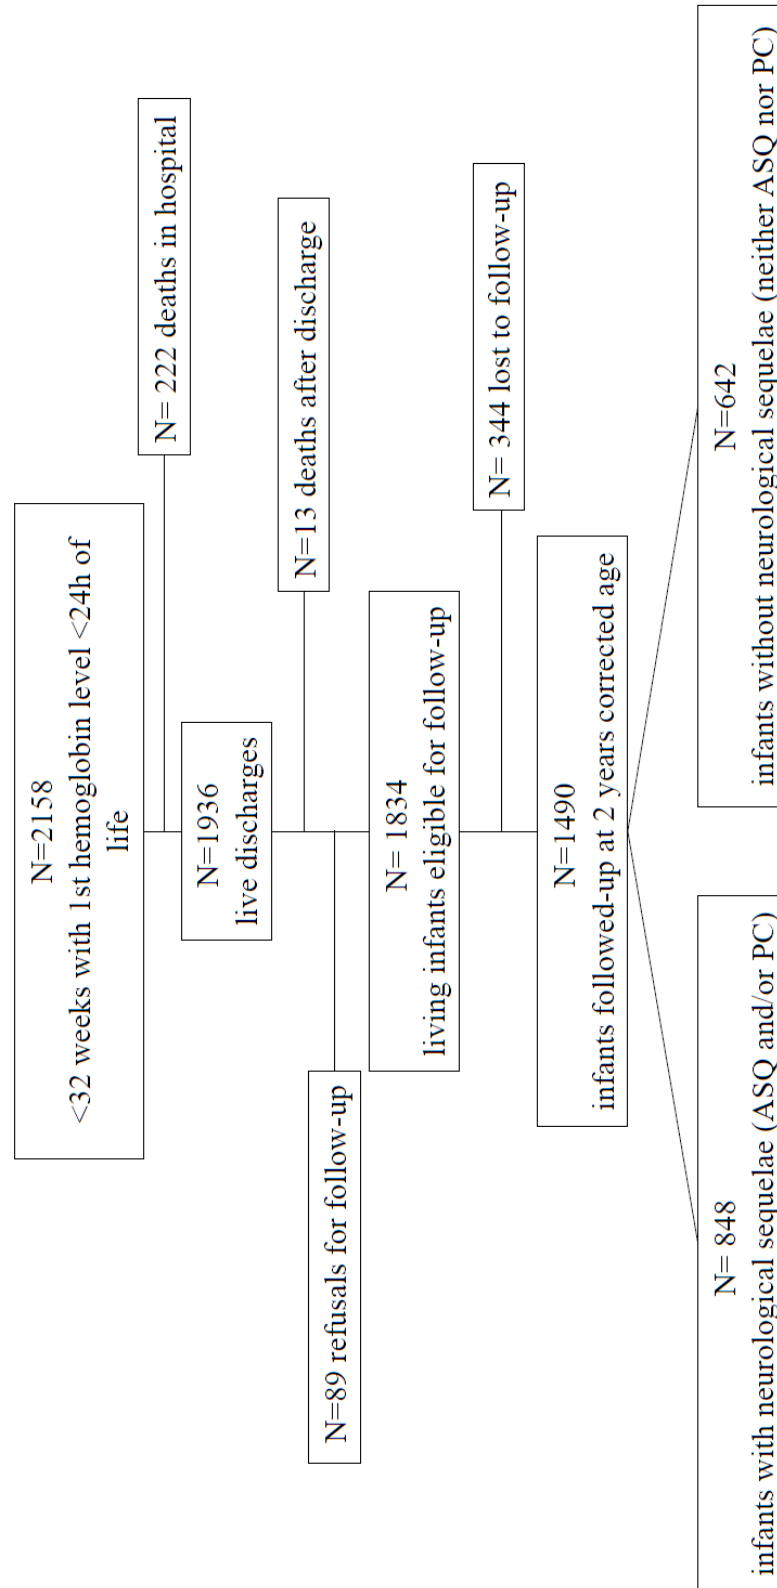 N=2158
<32 weeks with 1st hemoglobin level <24h of
life
N= 222 deaths in hospital
N=1936
live discharges
N=13 deaths after discharge
N=89 refusals for follow-up
N= 1834
living infants eligible for follow-up
N= 344 lost to follow-up
N=1490
infants followed-up at 2 years corrected age
N= 848
infants with neurological sequelae (ASQ and/or PC)
N=642
infants without neurological sequelae (neither ASQ nor PC)